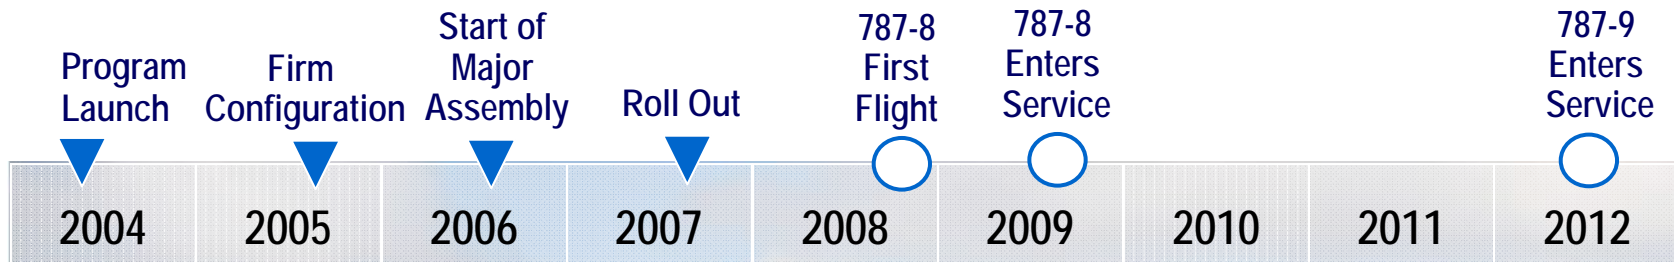 Program
Launch
Firm
Configuration
Start of
Major
Assembly
Roll Out
787-8
First
Flight
787-8
Enters
Service
787-9
Enters
Service
2004
2005
2006
2007
2008
2009
2010
2011
2012